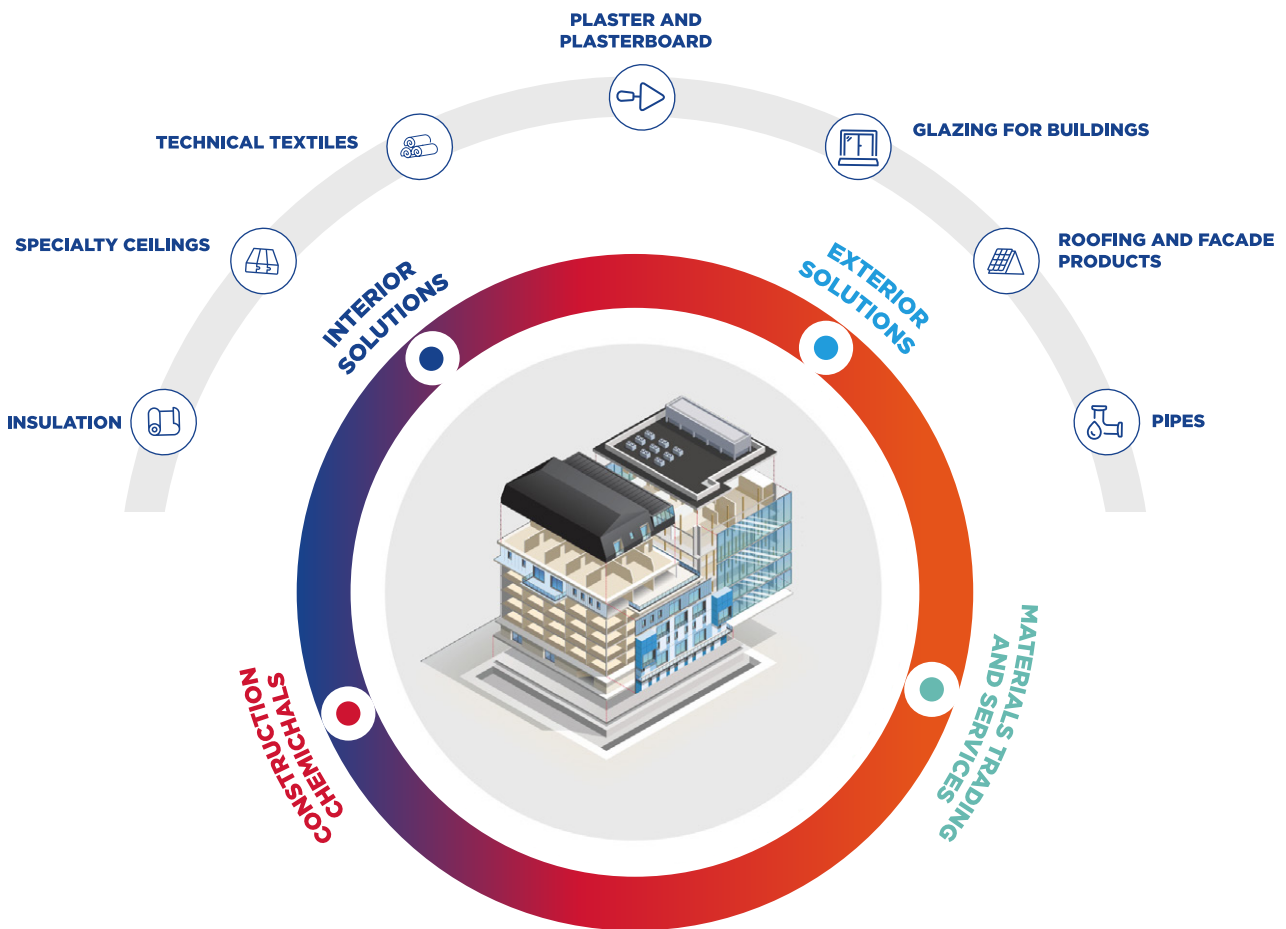 PLASTER AND
PLASTERBOARD
TECHNICAL TEXTILES
GLAZING FOR BUILDINGS
SPECIALTY CEILINGS
ROOFING AND FACADE
PRODUCTS
INTERIOR
SOLUTIONS
EXTERIOR
SOLUTIONS
INSULATION
PIPES
CONSTRUCTION
CHEMICHALS
MATERIALS TRADING
AND SERVICES